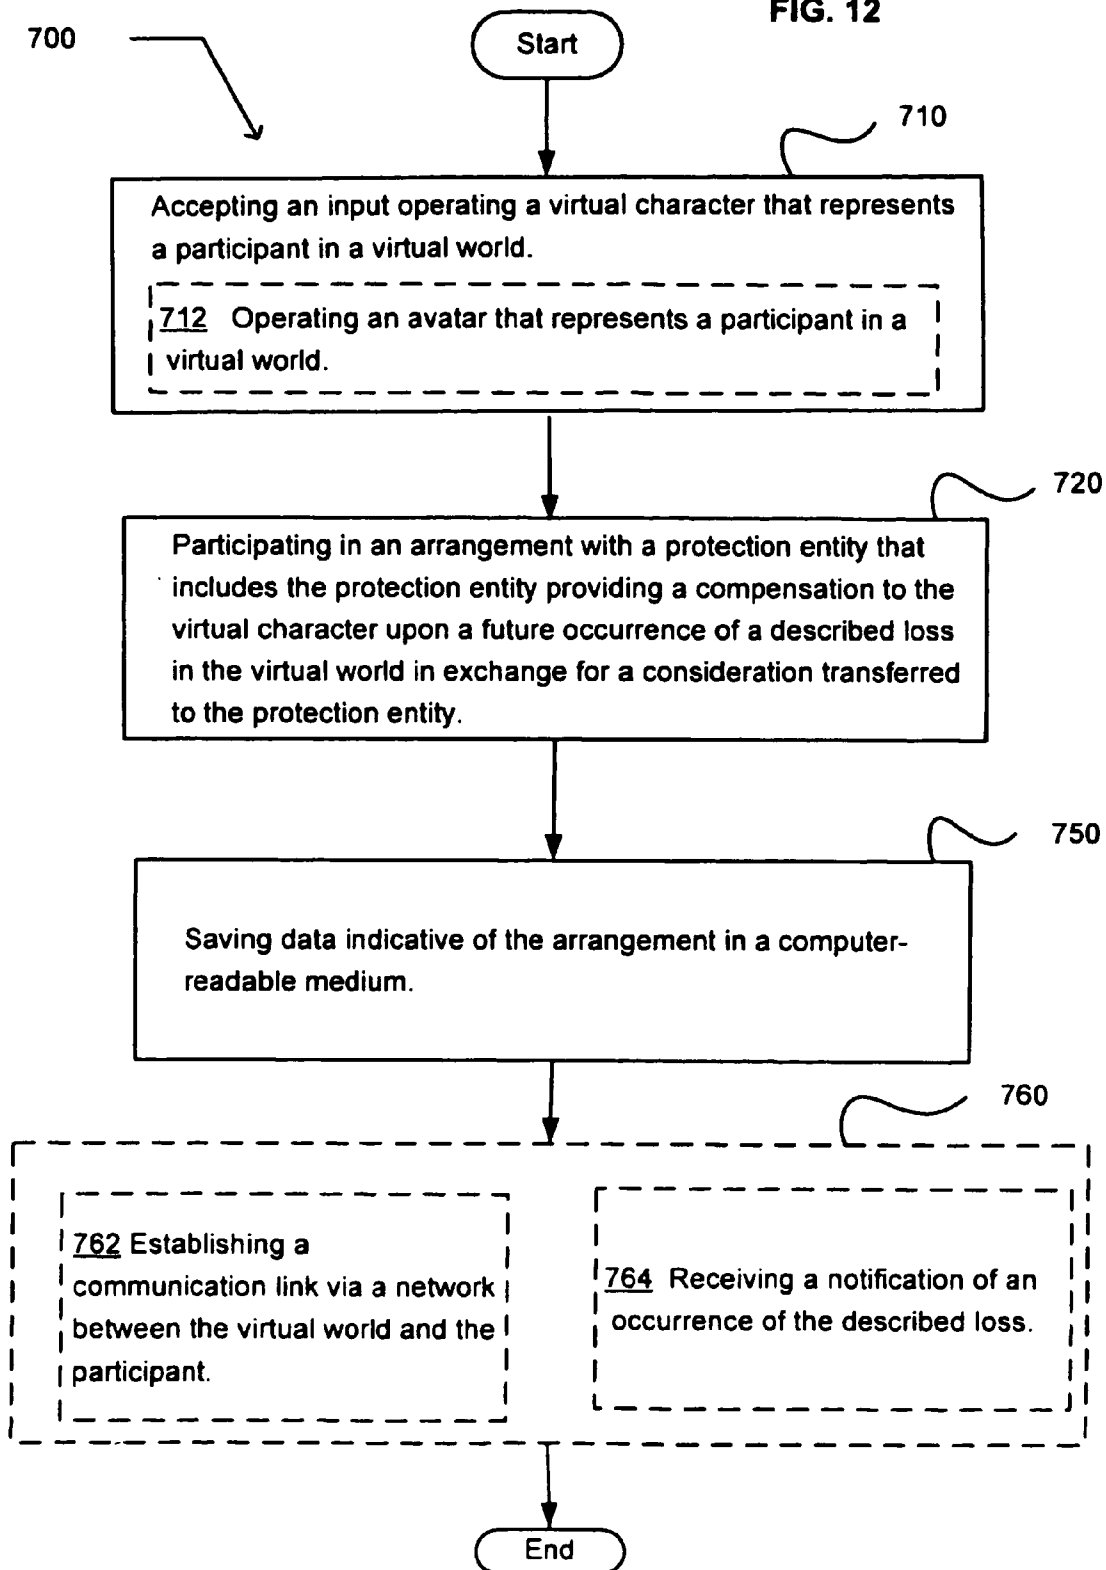 FIG. 12
700
Start
710
Accepting an input operating a virtual character that represents
a participant in a virtual world.
712 Operating an avatar that represents a participant in a
virtual world.
720
Participating in an arrangement with a protection entity that
includes the protection entity providing a compensation to the
virtual character upon a future occurrence of a described loss
in the virtual world in exchange for a consideration transferred
to the protection entity.
750
Saving data indicative of the arrangement in a computer-
readable medium.
760
762 Establishing a
communication link via a network
between the virtual world and the
participant.
764 Receiving a notification of an
occurrence of the described loss.
End